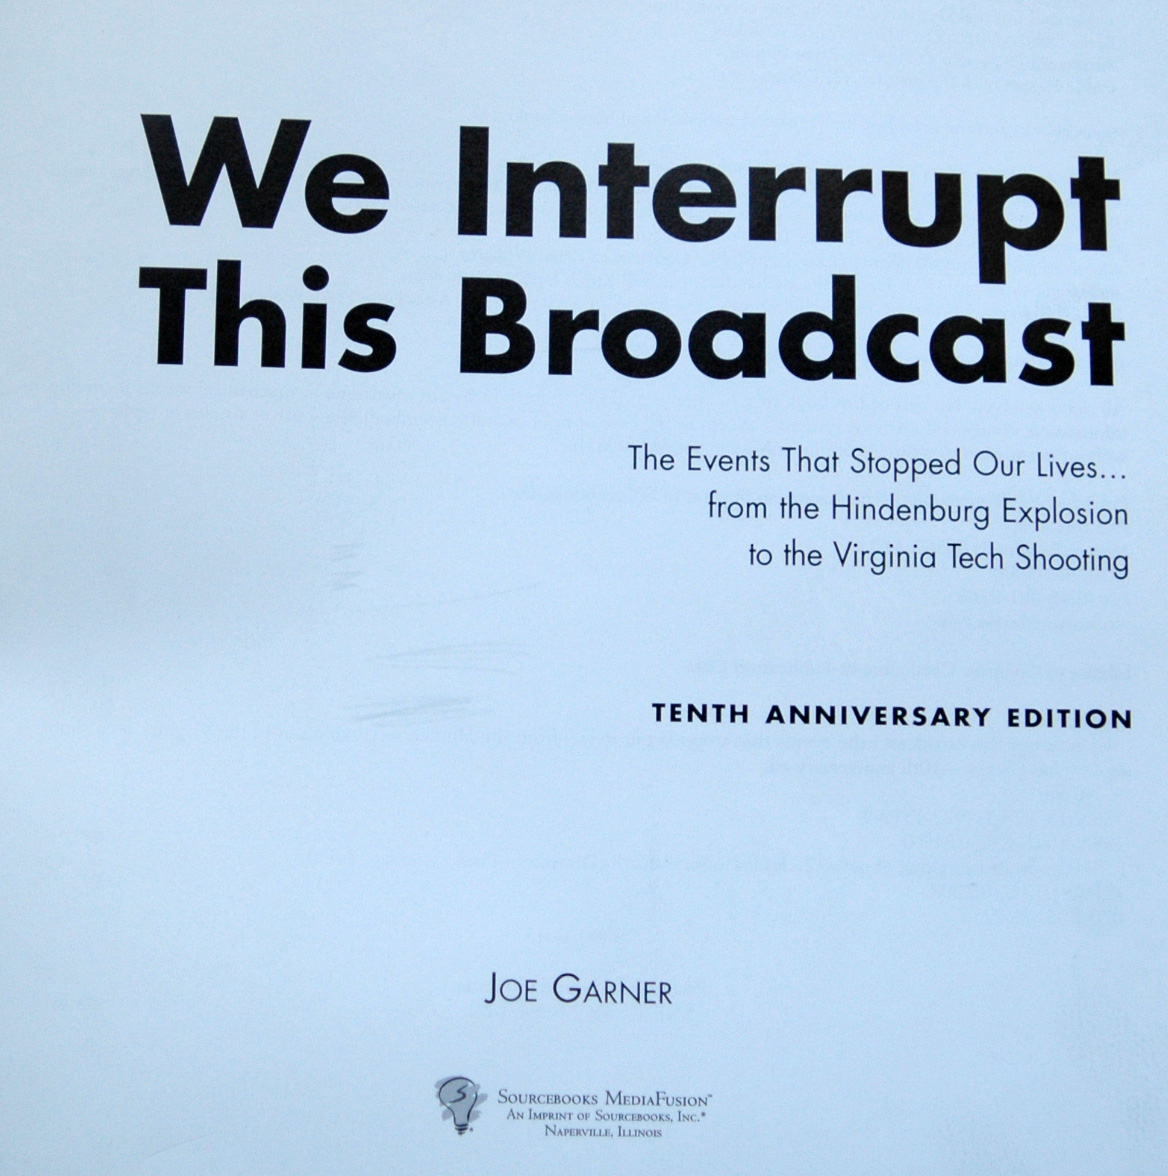 We Interrupt
This Broadcast
The Events That Stopped Our Lives...
from the Hindenburg Explosion
to the Virginia Tech Shooting
TENTH ANNIVERSARY EDITION
JOE GARNER
SOURCEBOOKS MEDIAFUSION™
AN IMPRINT OF SOURCEBOOKS, INC.®
NAPERVILLE, ILLINOIS